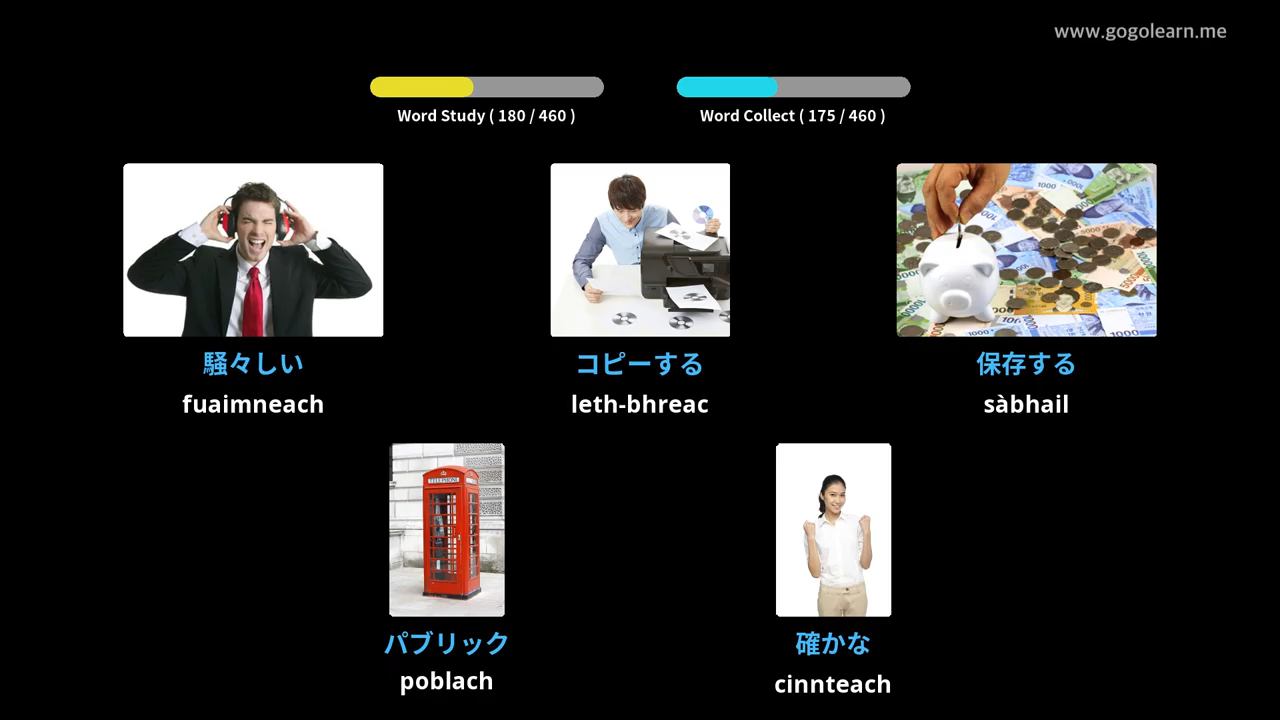 www.gogolearn.me
Word Study ( 180 / 460 )
Word Collect ( 175 / 460 )
騒々しい
fuaimneach
コピーする
leth-bhreac
保存する
sàbhail
TELEPHONE
パブリック
poblach
確かな
cinnteach